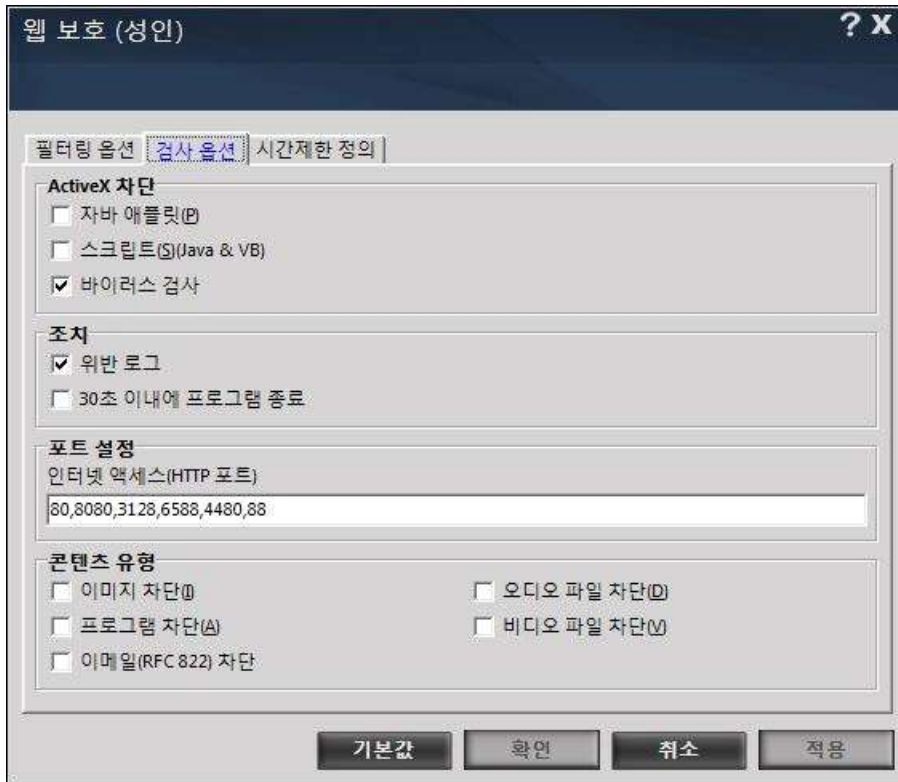 웹 보호 (성인)
? X
필터링 옵션 검사 옵션 시간제한 정의
ActiveX 차단
자바 애플릿(P)
스크립트(S)(Java & VB)
바이러스 검사
조치
위반 로그
30초 이내에 프로그램 종료
포트 설정
인터넷 액세스(HTTP 포트)
80,8080,3128,6588,4480,88
콘텐츠 유형
이미지 차단(I) 오디오 파일 차단(D)
프로그램 차단(A) 비디오 파일 차단(V)
이메일(RFC 822) 차단
기본값 확인 취소 적용